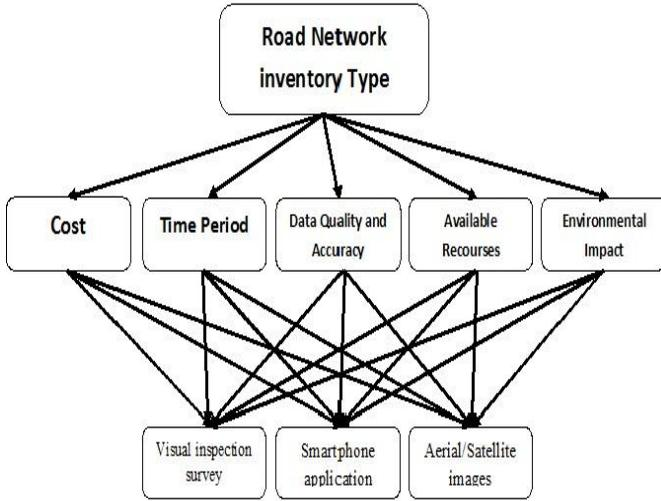 Road Network
inventory Type
Cost
Time Period
Data Quality and
Accuracy
Available
Recourses
Environmental
Impact
Visual inspection
survey
Smartphone
application
Aerial/Satellite
images